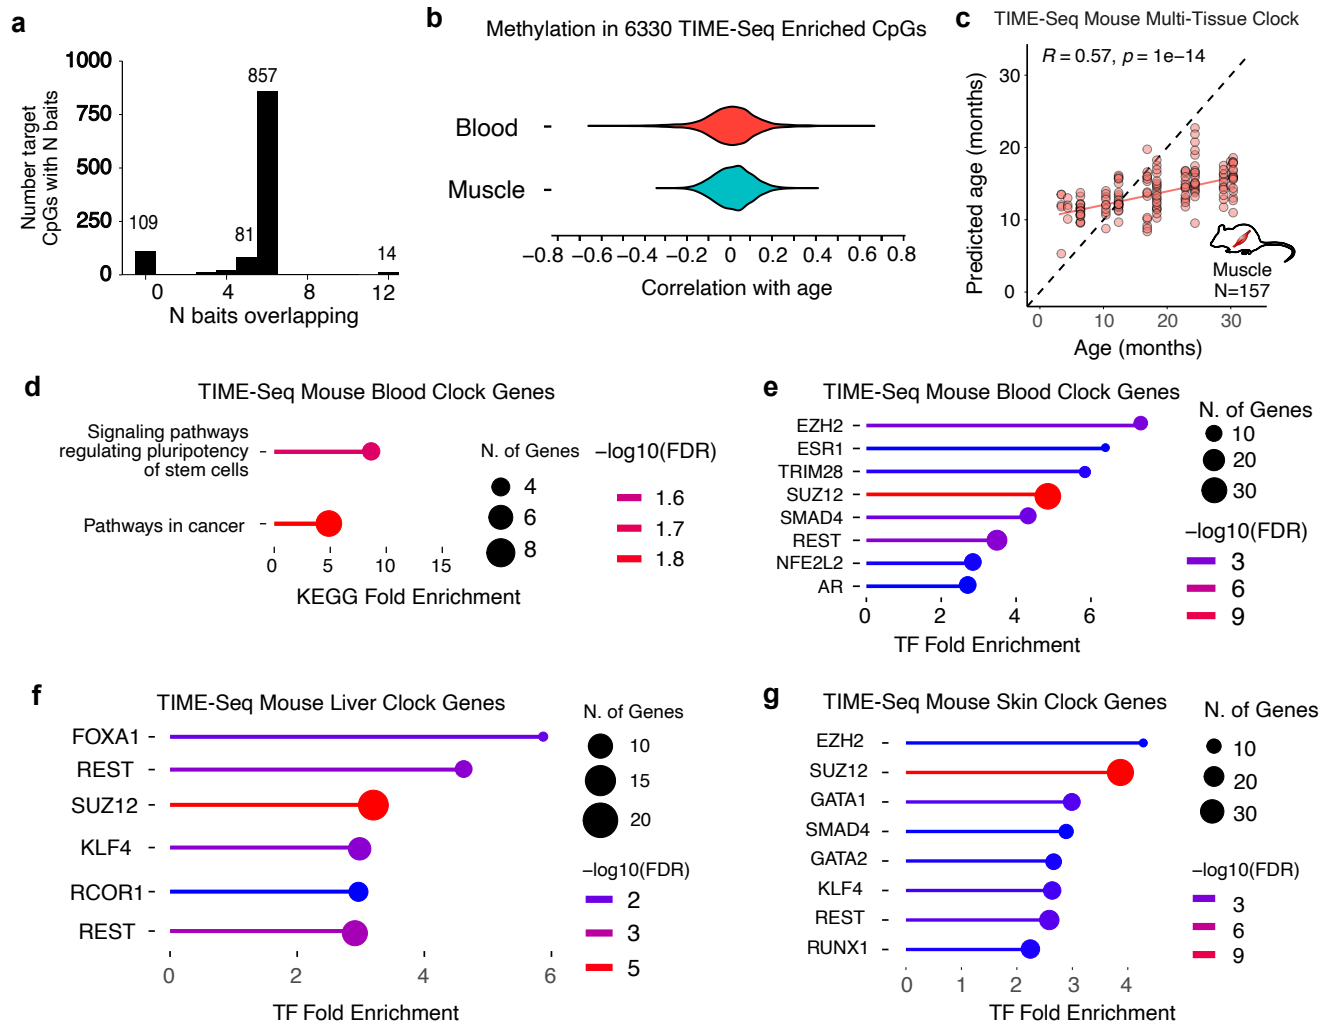 a
Number target
CpGs with N baits
1000
750
500
250
0
109
81
857
14
0 4 8 12
N baits overlapping
b
Methylation in 6330 TIME-Seq Enriched CpGs
Blood
Muscle
−0.8 −0.6 −0.4 −0.2 0 0.2 0.4 0.6 0.8
Correlation with age
c
TIME-Seq Mouse Multi-Tissue Clock
R = 0.57, p = 1e−14
Predicted age (months)
30
20
10
0
Muscle
N=157
0 10 20 30
Age (months)
d
TIME-Seq Mouse Blood Clock Genes
Signaling pathways
regulating pluripotency
of stem cells
Pathways in cancer
0 5 10 15
KEGG Fold Enrichment
N. of Genes
4
6
8
−log10(FDR)
1.6
1.7
1.8
e
TIME-Seq Mouse Blood Clock Genes
EZH2
ESR1
TRIM28
SUZ12
SMAD4
REST
NFE2L2
AR
0 2 4 6
TF Fold Enrichment
N. of Genes
10
20
30
−log10(FDR)
3
6
9
f
TIME-Seq Mouse Liver Clock Genes
FOXA1
REST
SUZ12
KLF4
RCOR1
REST
0 2 4 6
TF Fold Enrichment
N. of Genes
10
15
20
−log10(FDR)
2
3
5
g
TIME-Seq Mouse Skin Clock Genes
EZH2
SUZ12
GATA1
SMAD4
GATA2
KLF4
REST
RUNX1
0 1 2 3 4
TF Fold Enrichment
N. of Genes
10
20
30
−log10(FDR)
3
6
9